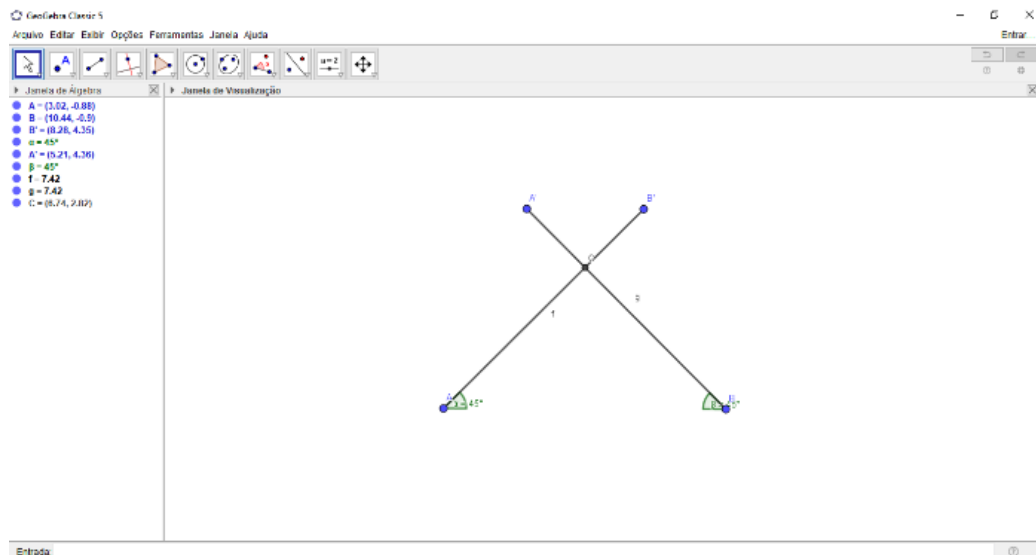 GeoGebra Classic 5
Arquivo Editar Exibir Opções Ferramentas Janela Ajuda
Entrar...
a=2
Janela de Álgebra
Janela de Visualização
A = (3.02, -0.88)
B = (10.44, -0.9)
B' = (8.28, 4.35)
α = 45°
A' = (5.21, 4.36)
β = 45°
f = 7.42
g = 7.42
C = (6.74, 2.82)
A'
B'
C
g
f
A
α = 45°
B
Entrada: